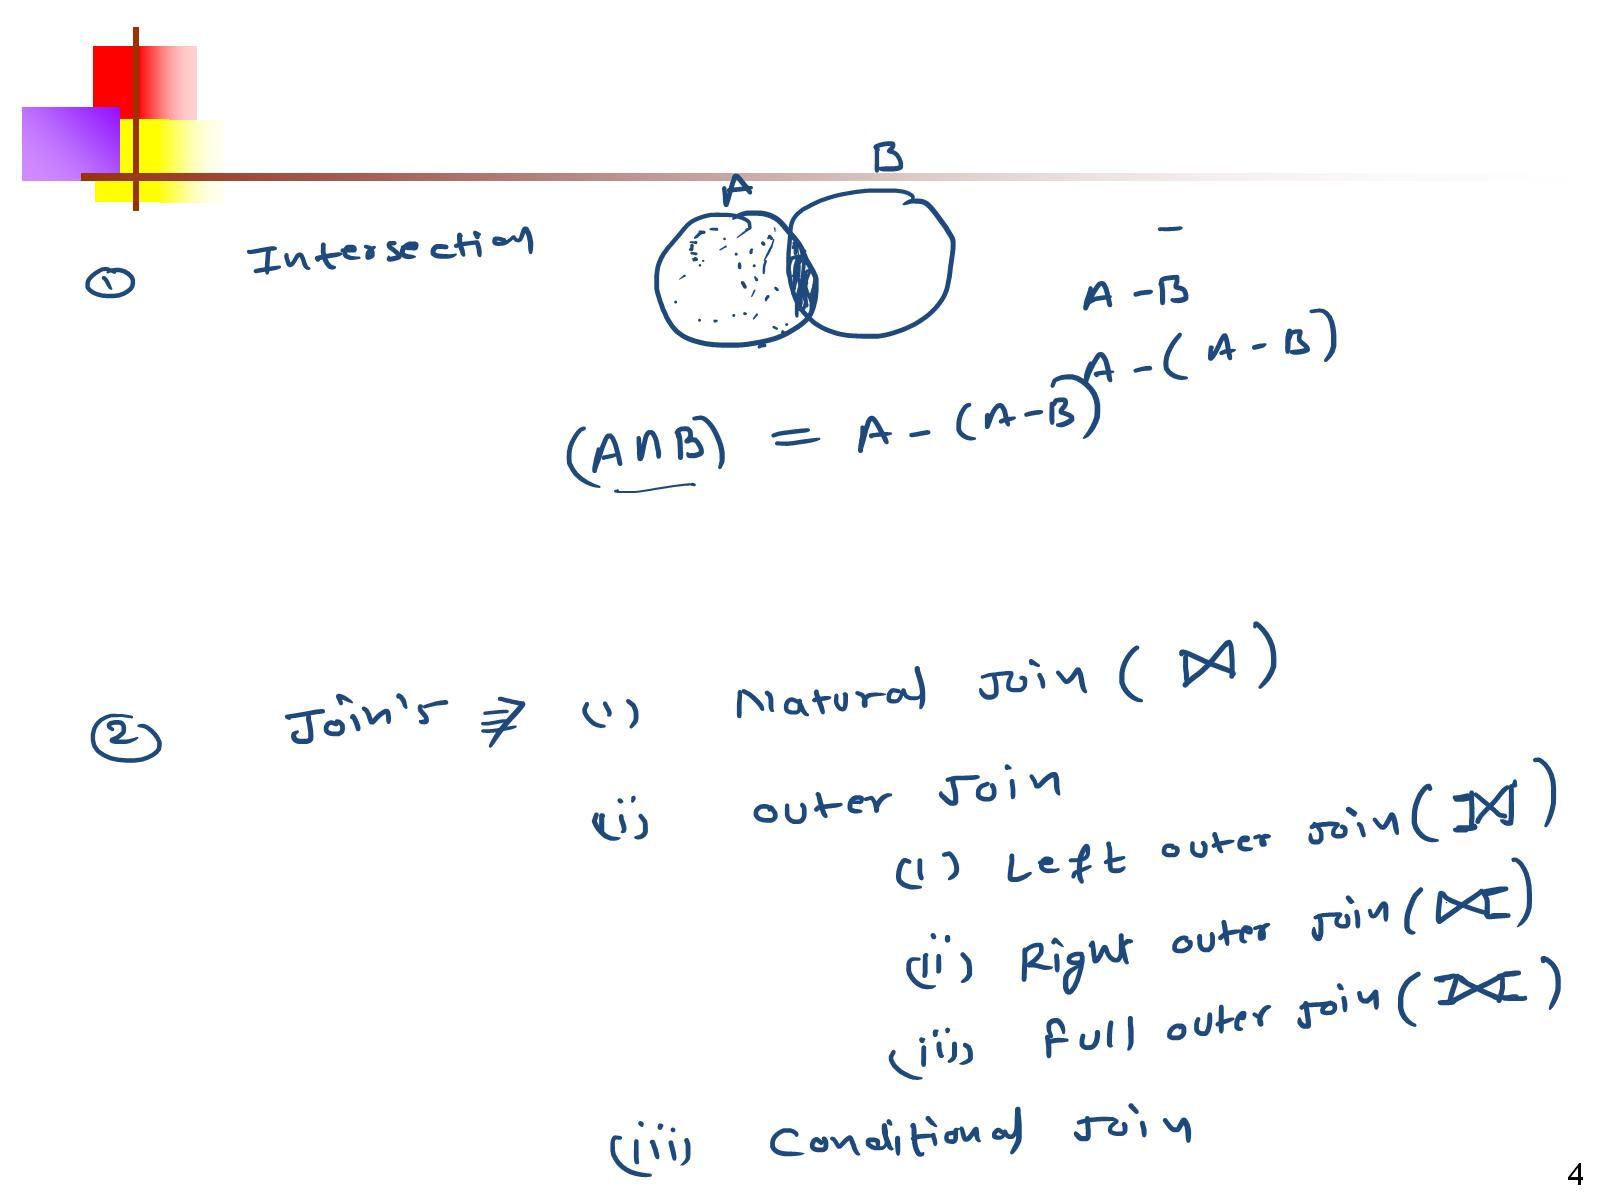 B
A
① Intersection
-
A - B
A - (A - B)
(A∩B) = A - (A-B)
② Join's ⇛ (i) Natural Join (⋈)
(ii) outer Join
(i) Left outer join (⟕)
(ii) Right outer join (⟖)
(iii) full outer join (⟗)
(iii) Conditional Join
4